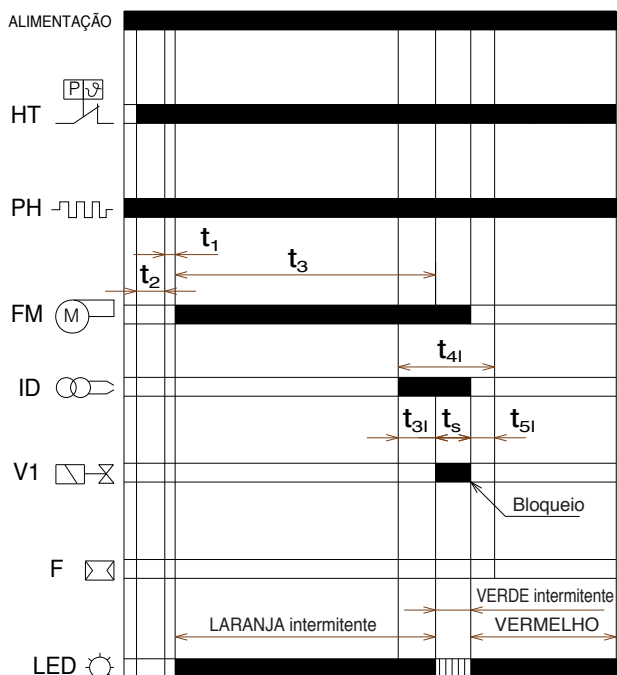 ALIMENTAÇÃO
P ϑ
HT
PH
t1
t3
t2
FM M
t4l
ID
t3l ts t5l
V1
Bloqueio
F
VERDE intermitente
LARANJA intermitente VERMELHO
LED